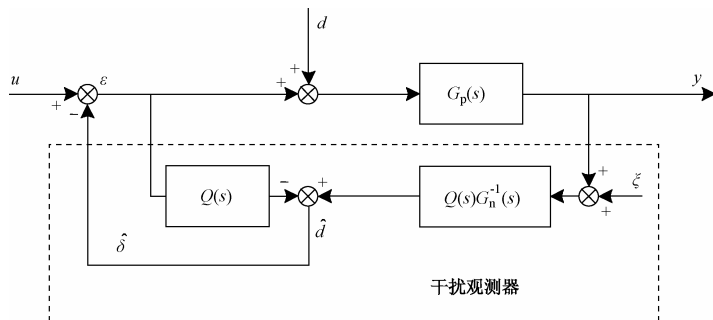 d
u
ε
+
+
+
−
G_p(s)
y
+
ξ
+
Q(s)
−
+
Q(s)G_n^{-1}(s)
δ̂
d̂
干扰观测器